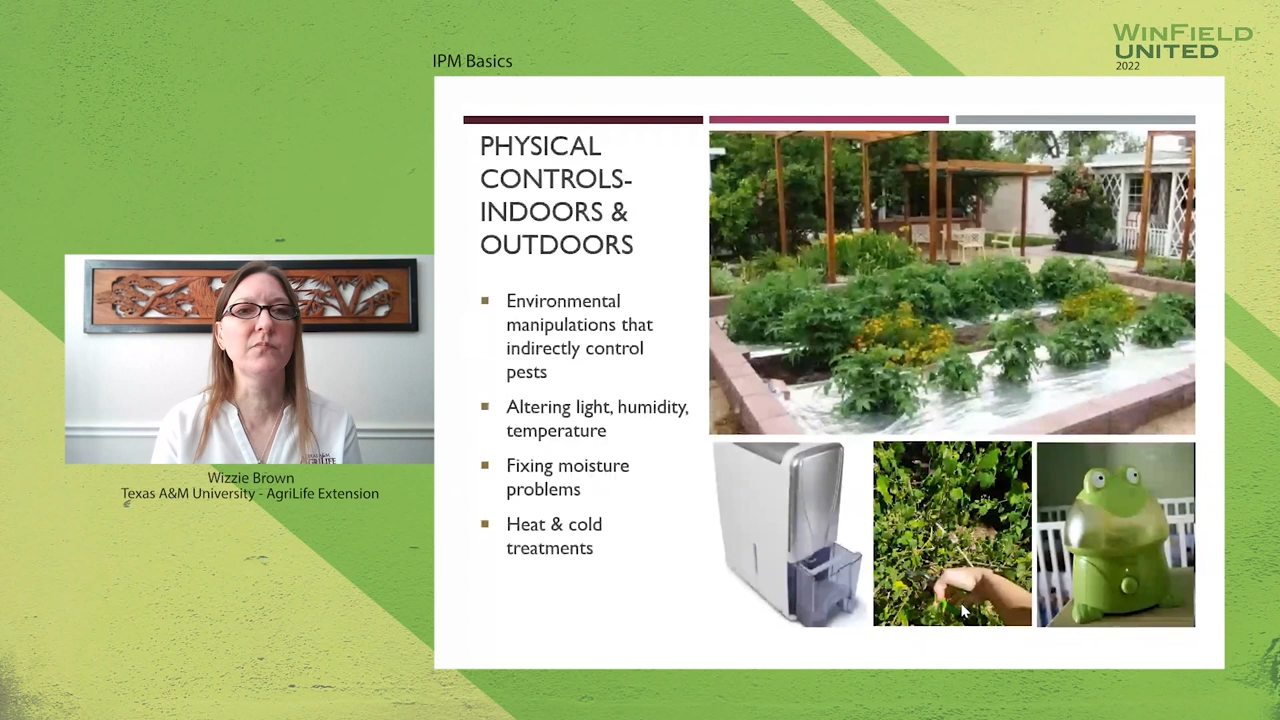 WINFIELD
UNITED
2022
IPM Basics
PHYSICAL
CONTROLS-
INDOORS &
OUTDOORS
Environmental
manipulations that
indirectly control
pests
Altering light, humidity,
temperature
Fixing moisture
problems
Heat & cold
treatments
Wizzie Brown
Texas A&M University - AgriLife Extension